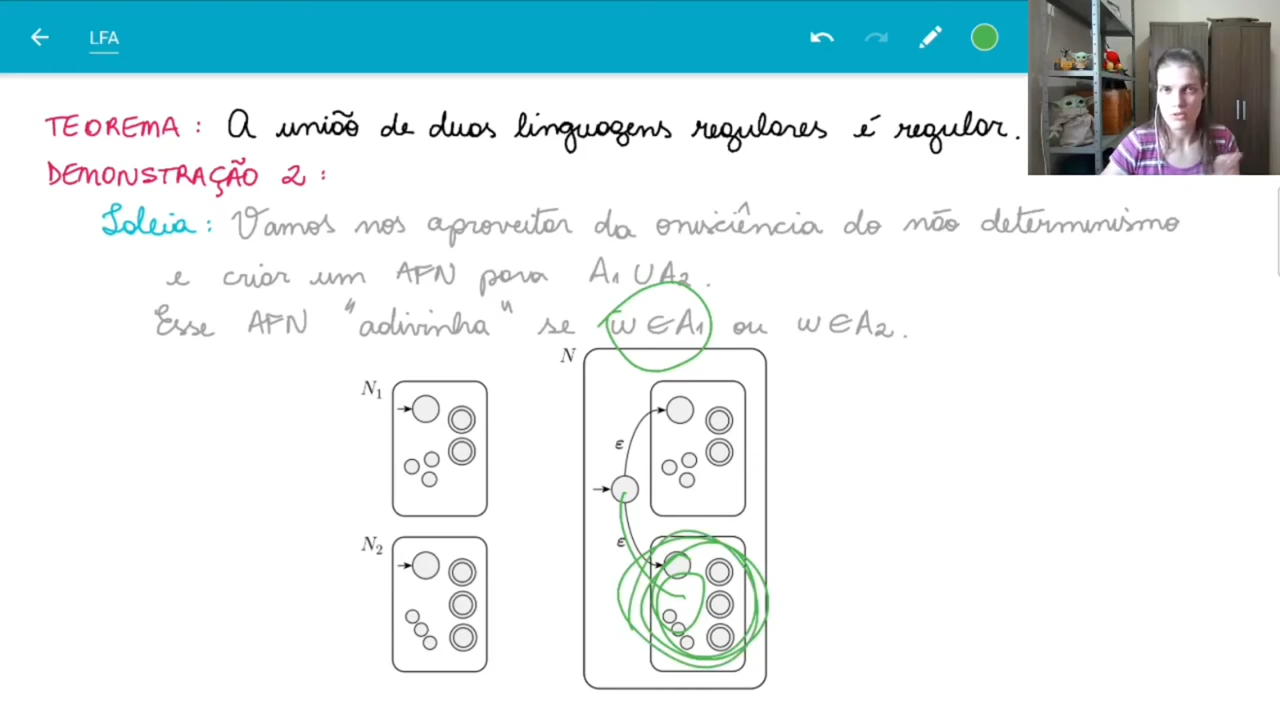 LFA
TEOREMA: A união de duas linguagens regulares é regular.
DEMONSTRAÇÃO 2:
Ideia: Vamos nos aproveitar da onisciência do não determinismo
e criar um AFN para A₁ ∪ A₂.
Esse AFN "adivinha" se w ∈ A₁ ou w ∈ A₂.
N
N₁
ε
N₂
ε